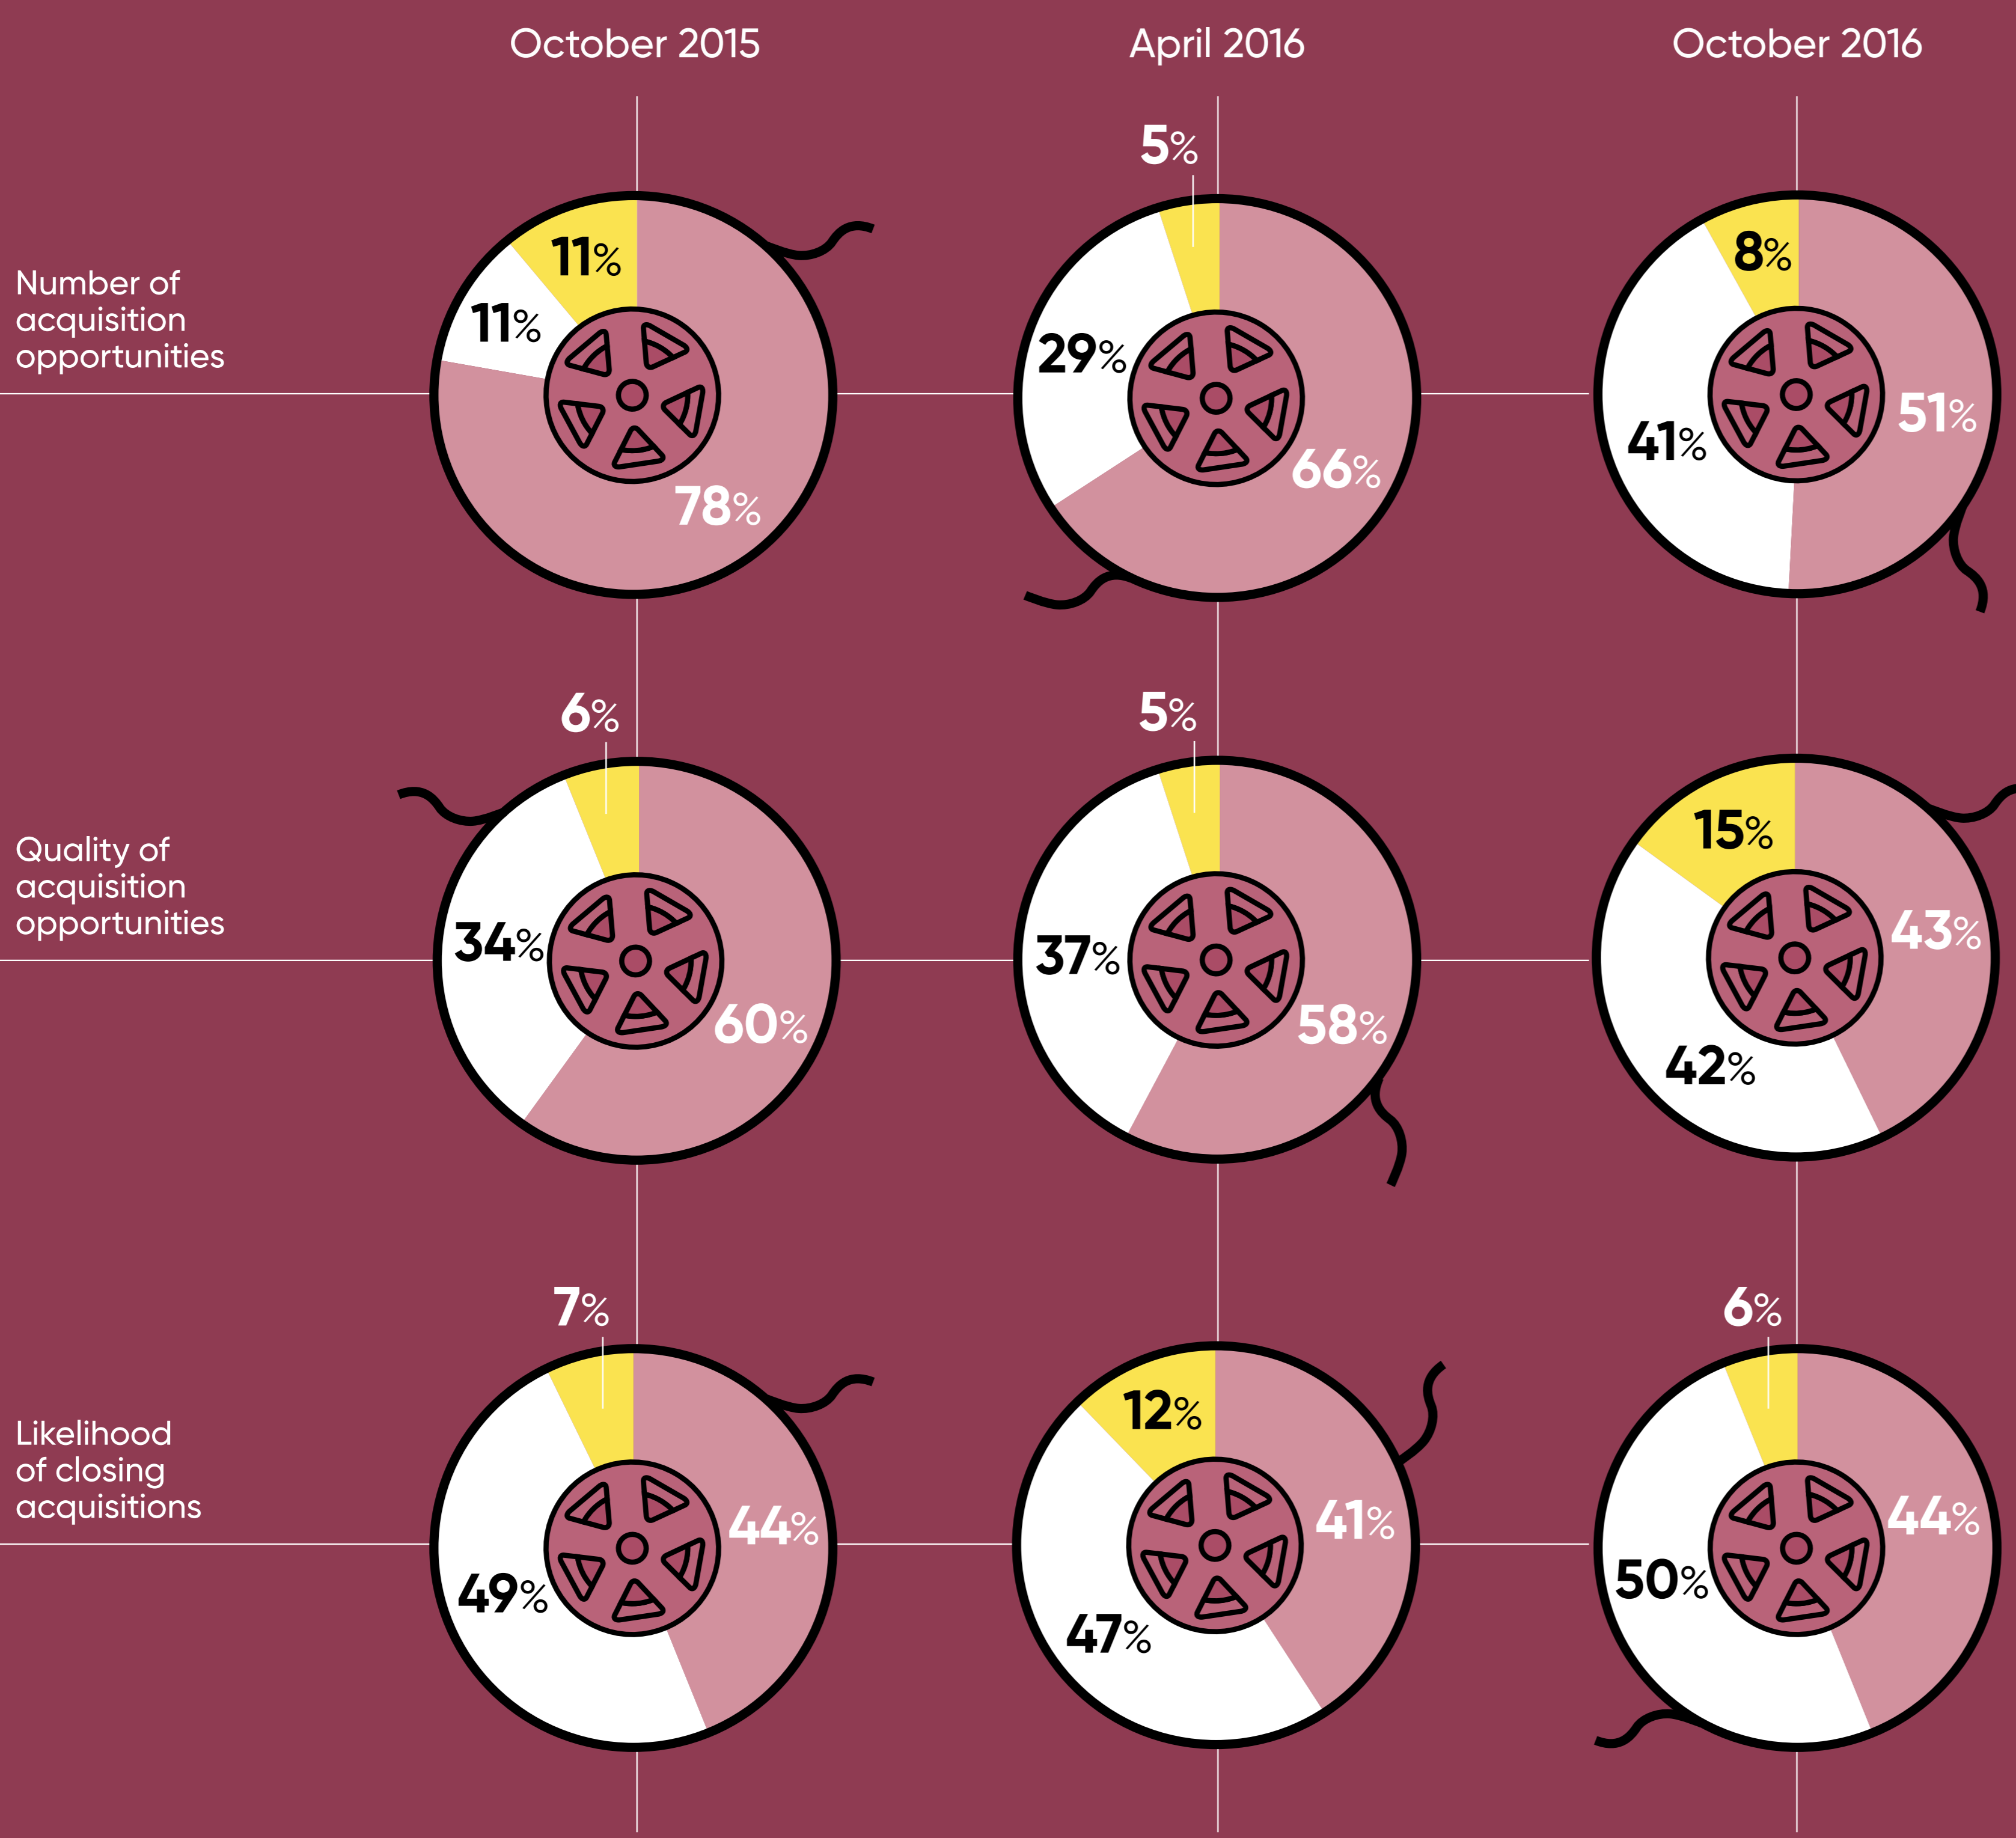 October 2015
April 2016
October 2016
Number of
acquisition
opportunities
11%
11%
78%
5%
29%
66%
8%
41%
51%
Quality of
acquisition
opportunities
6%
34%
60%
5%
37%
58%
15%
43%
42%
Likelihood
of closing
acquisitions
7%
44%
49%
12%
41%
47%
6%
44%
50%